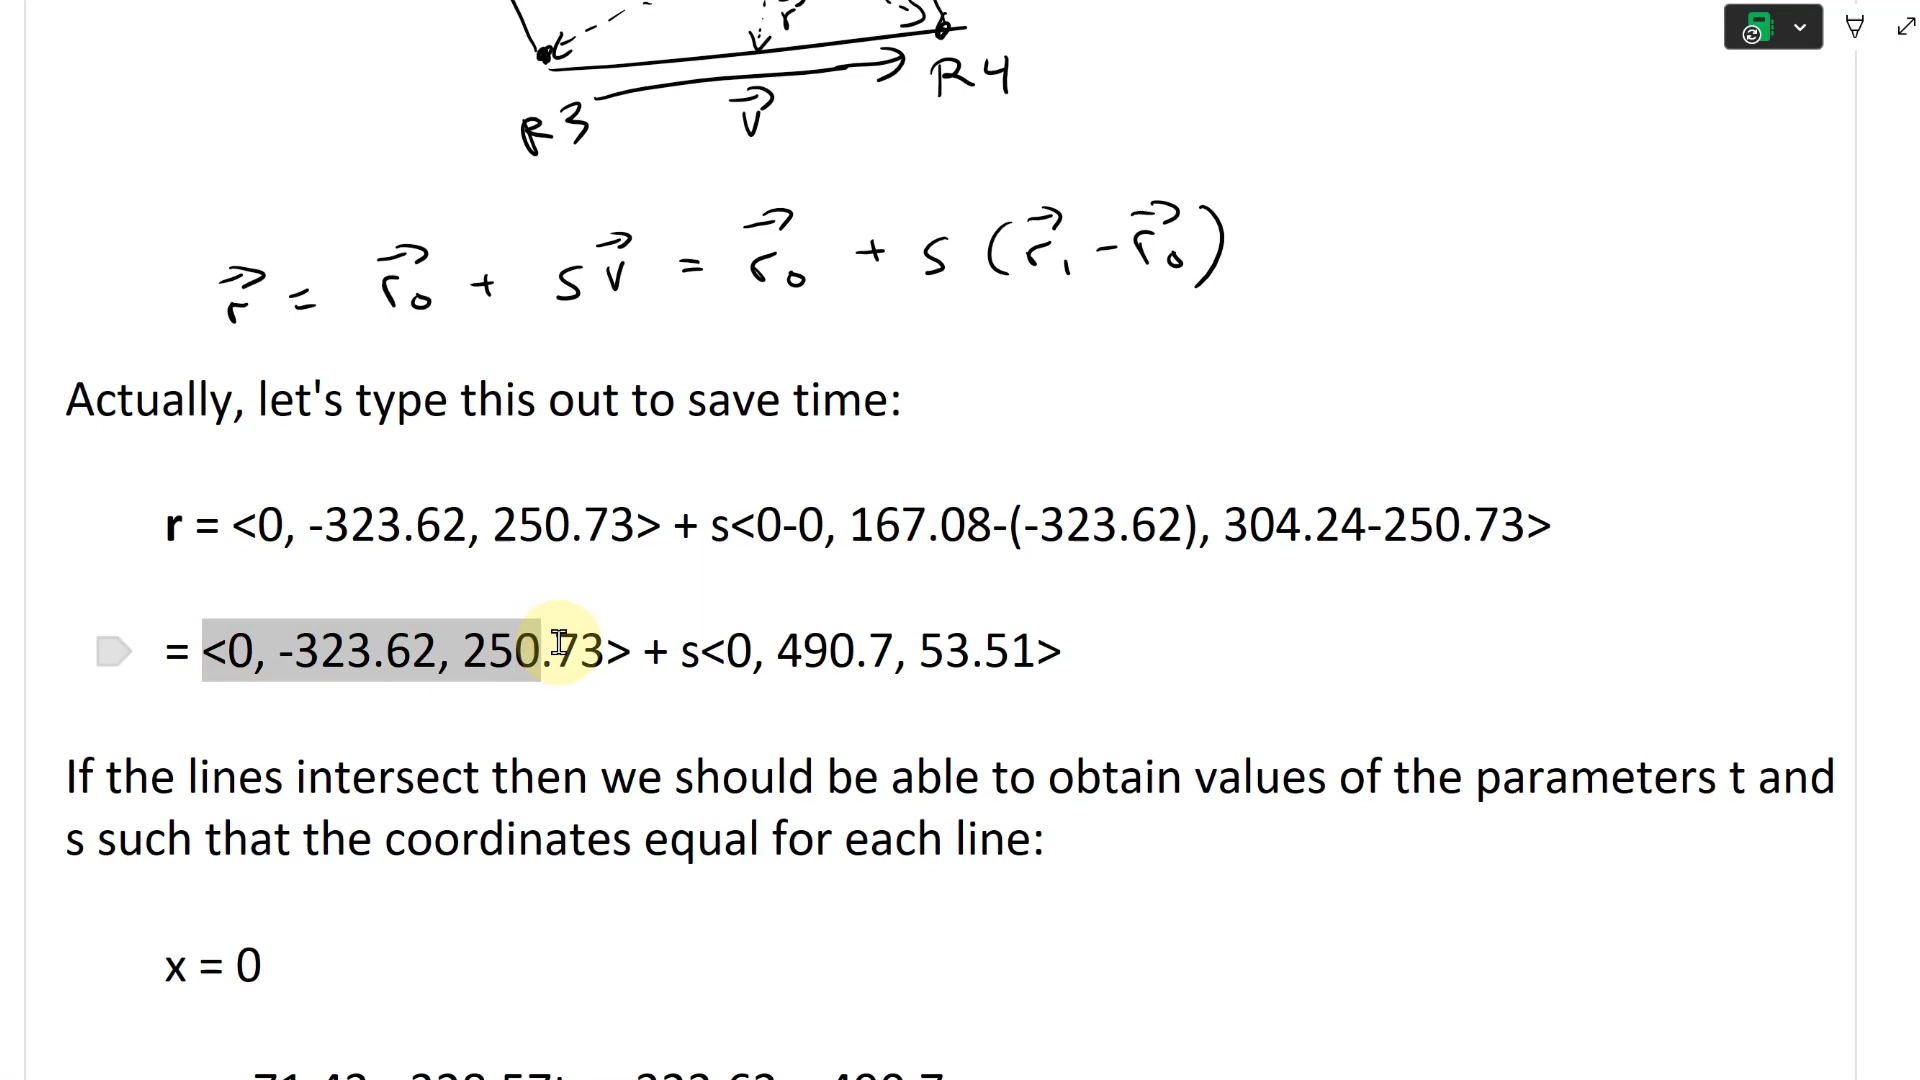 r
R4
R3
v
r = r0 + sv = r0 + s(r1 - r0)
Actually, let's type this out to save time:
r = <0, -323.62, 250.73> + s<0-0, 167.08-(-323.62), 304.24-250.73>
= <0, -323.62, 250.73> + s<0, 490.7, 53.51>
If the lines intersect then we should be able to obtain values of the parameters t and
s such that the coordinates equal for each line:
x = 0